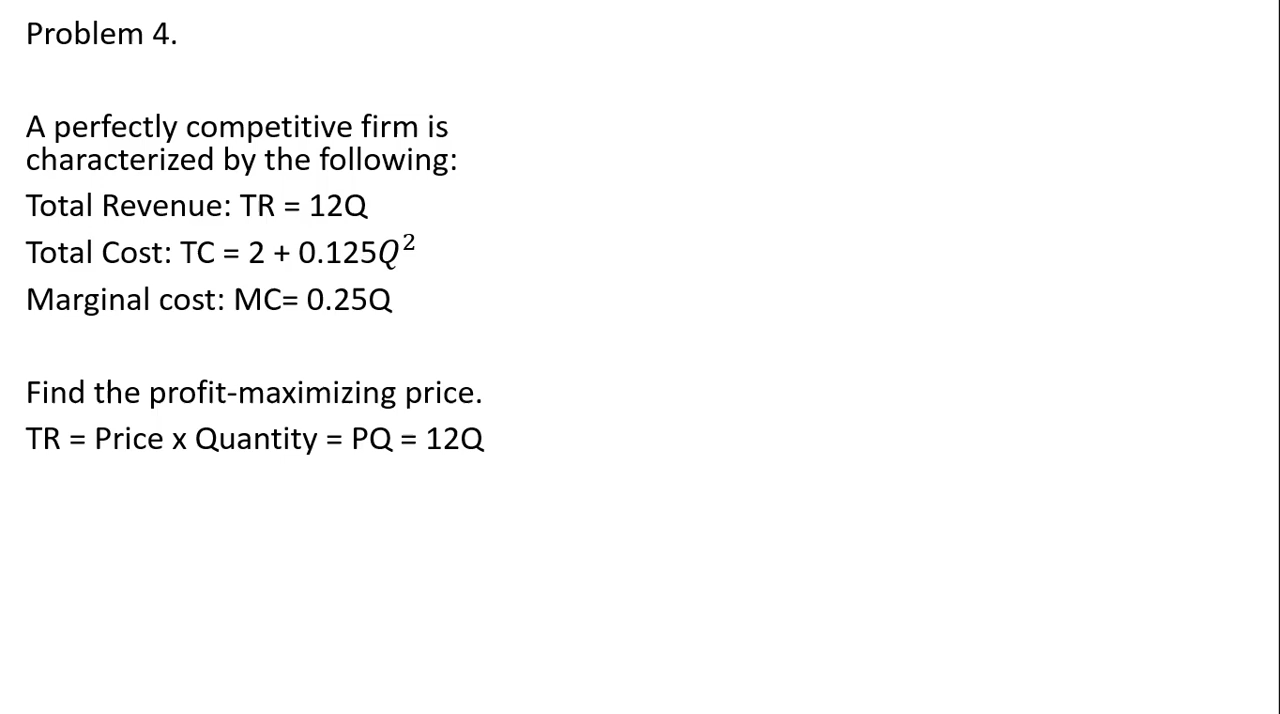 Problem 4.
A perfectly competitive firm is
characterized by the following:
Total Revenue: TR = 12Q
Total Cost: TC = 2 + 0.125𝑄²
Marginal cost: MC= 0.25Q
Find the profit-maximizing price.
TR = Price x Quantity = PQ = 12Q